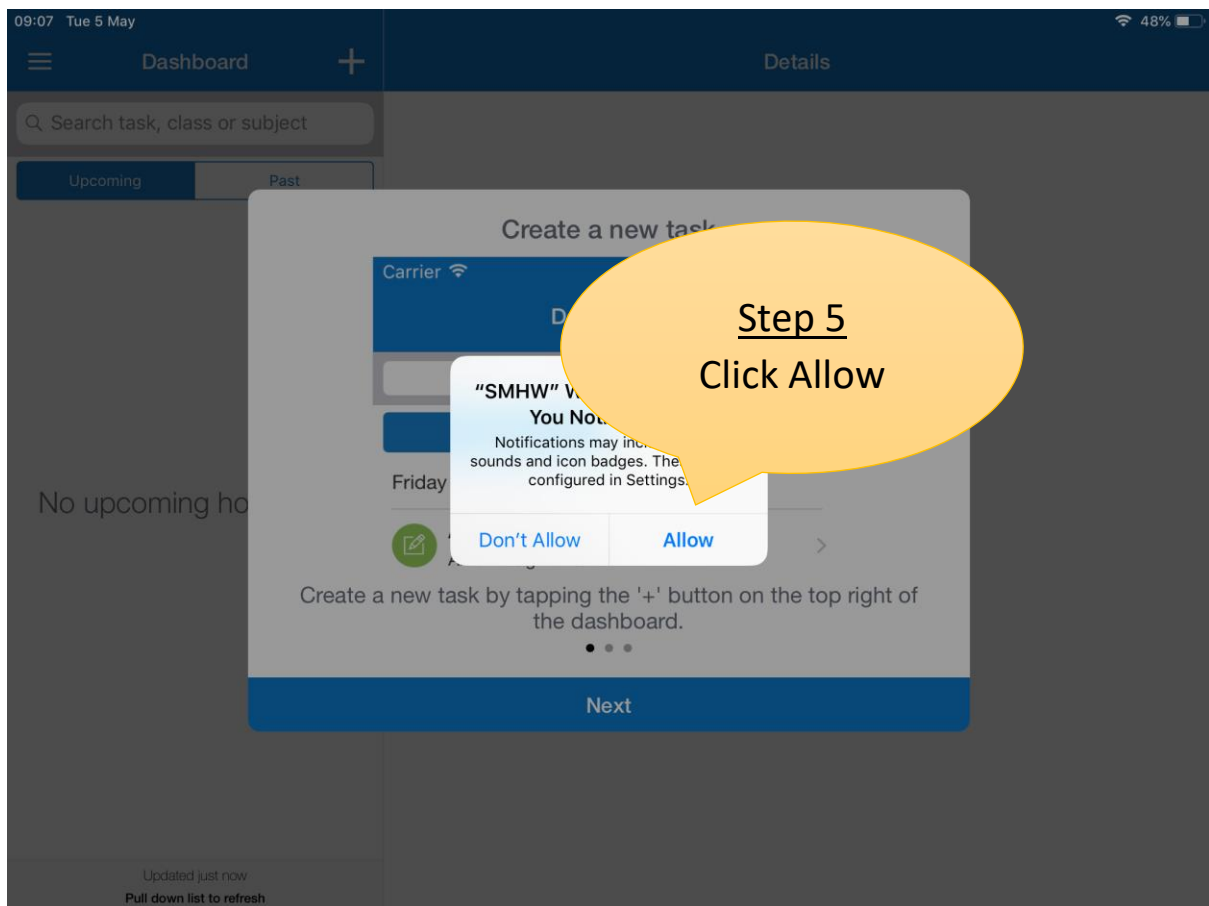 09:07 Tue 5 May
48%
Dashboard
Details
Search task, class or subject
Upcoming
Past
Create a new task
Carrier
D
Step 5
Click Allow
"SMHW" W
You Not
Notifications may inc
sounds and icon badges. The
configured in Settings.
Friday
No upcoming ho
Don't Allow
Allow
Create a new task by tapping the '+' button on the top right of
the dashboard.
Next
Updated just now
Pull down list to refresh